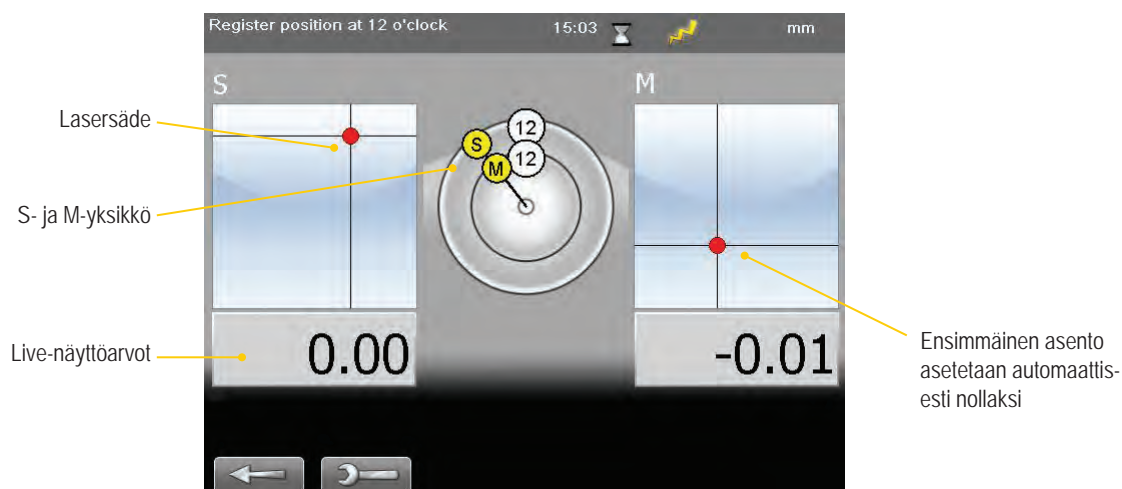 Register position at 12 o'clock 15:03 mm
S M
Lasersäde
12
S
12
M
S- ja M-yksikkö
Live-näyttöarvot
0.00 -0.01
Ensimmäinen asento
asetetaan automaattis-
esti nollaksi